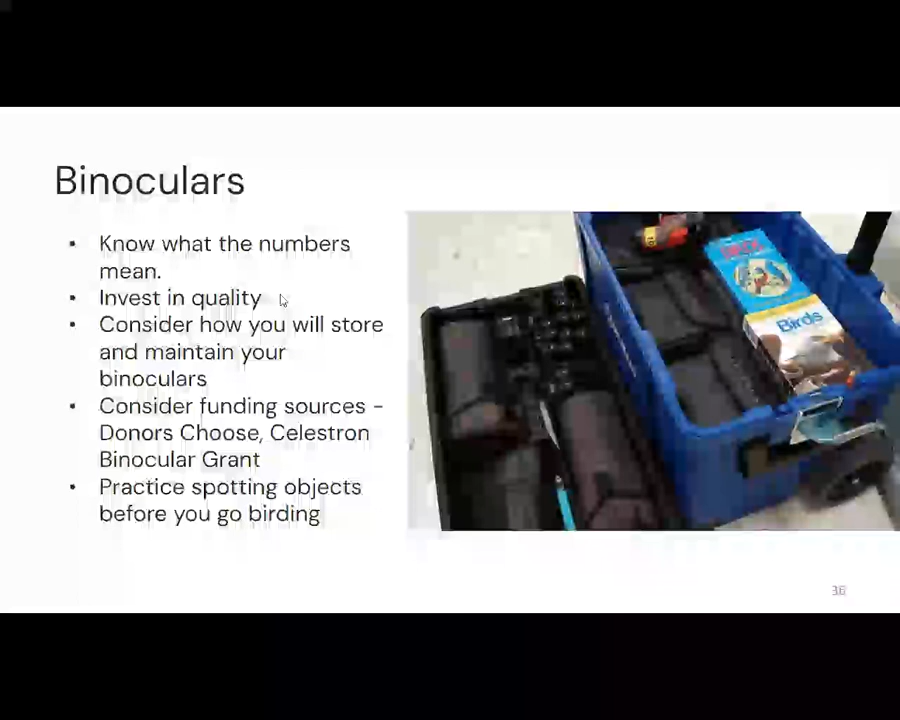 Binoculars
• Know what the numbers
mean.
• Invest in quality
• Consider how you will store
and maintain your
binoculars
• Consider funding sources -
Donors Choose, Celestron
Binocular Grant
• Practice spotting objects
before you go birding
Birds